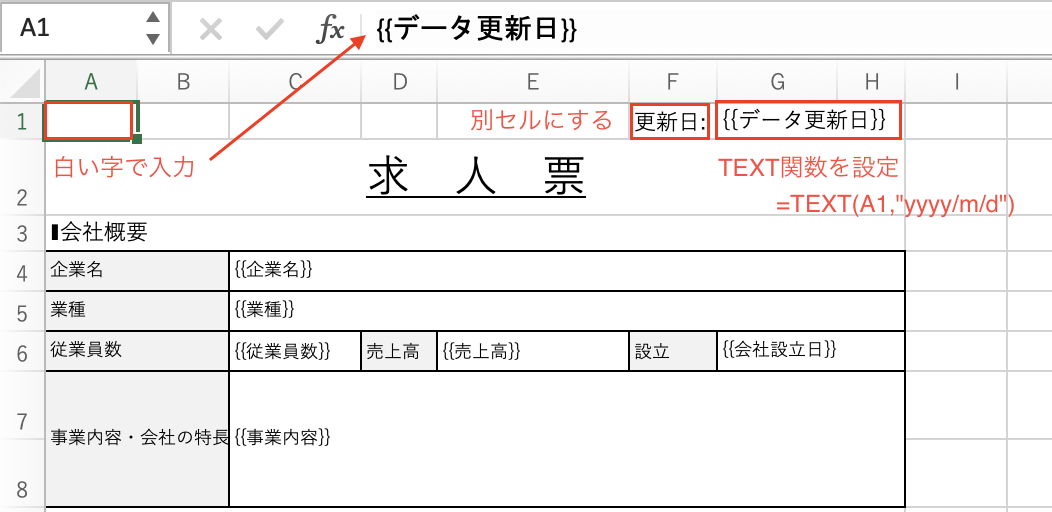 A1 fx {{データ更新日}}
A B C D E F G H I
1 別セルにする 更新日: {{データ更新日}}
白い字で入力 TEXT関数を設定
2 求 人 票
=TEXT(A1,"yyyy/m/d")
3 ▮会社概要
4 企業名 {{企業名}}
5 業種 {{業種}}
6 従業員数 {{従業員数}} 売上高 {{売上高}} 設立 {{会社設立日}}
7 事業内容・会社の特長 {{事業内容}}
8